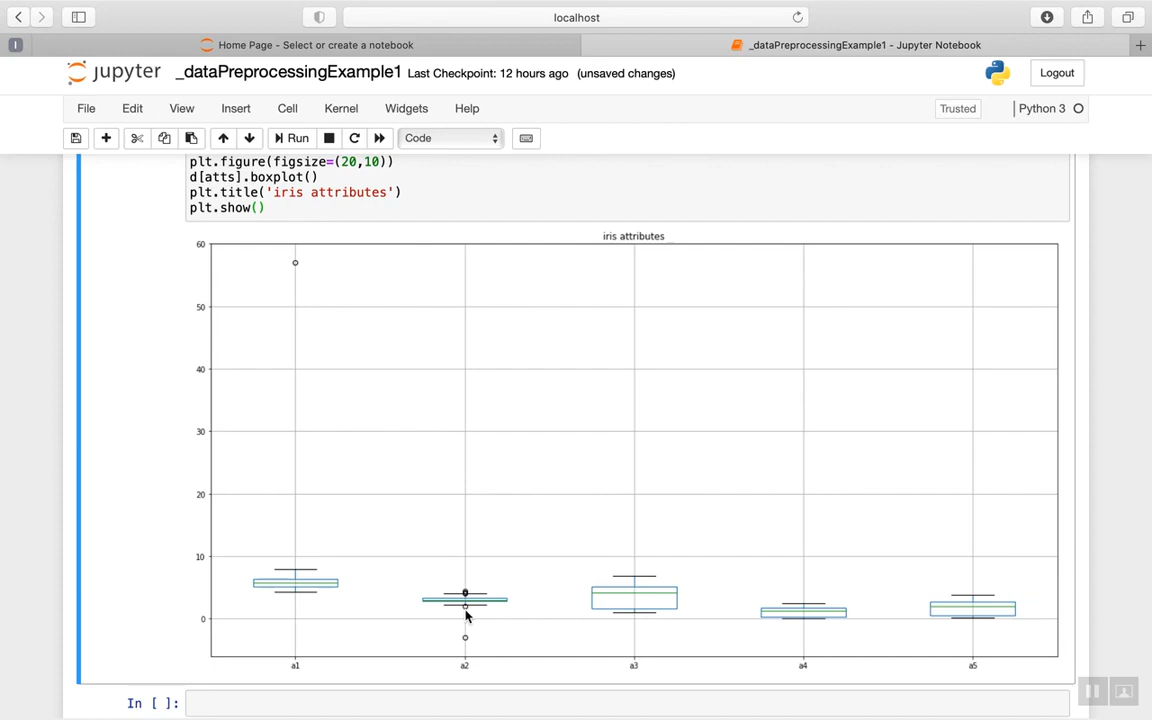 localhost
I
Home Page - Select or create a notebook
_dataPreprocessingExample1 - Jupyter Notebook
jupyter _dataPreprocessingExample1 Last Checkpoint: 12 hours ago (unsaved changes) Logout
File Edit View Insert Cell Kernel Widgets Help Trusted Python 3
Run Code
plt.figure(figsize=(20,10))
d[atts].boxplot()
plt.title('iris attributes')
plt.show()
iris attributes
60
50
40
30
20
10
0
a1 a2 a3 a4 a5
In [ ]: